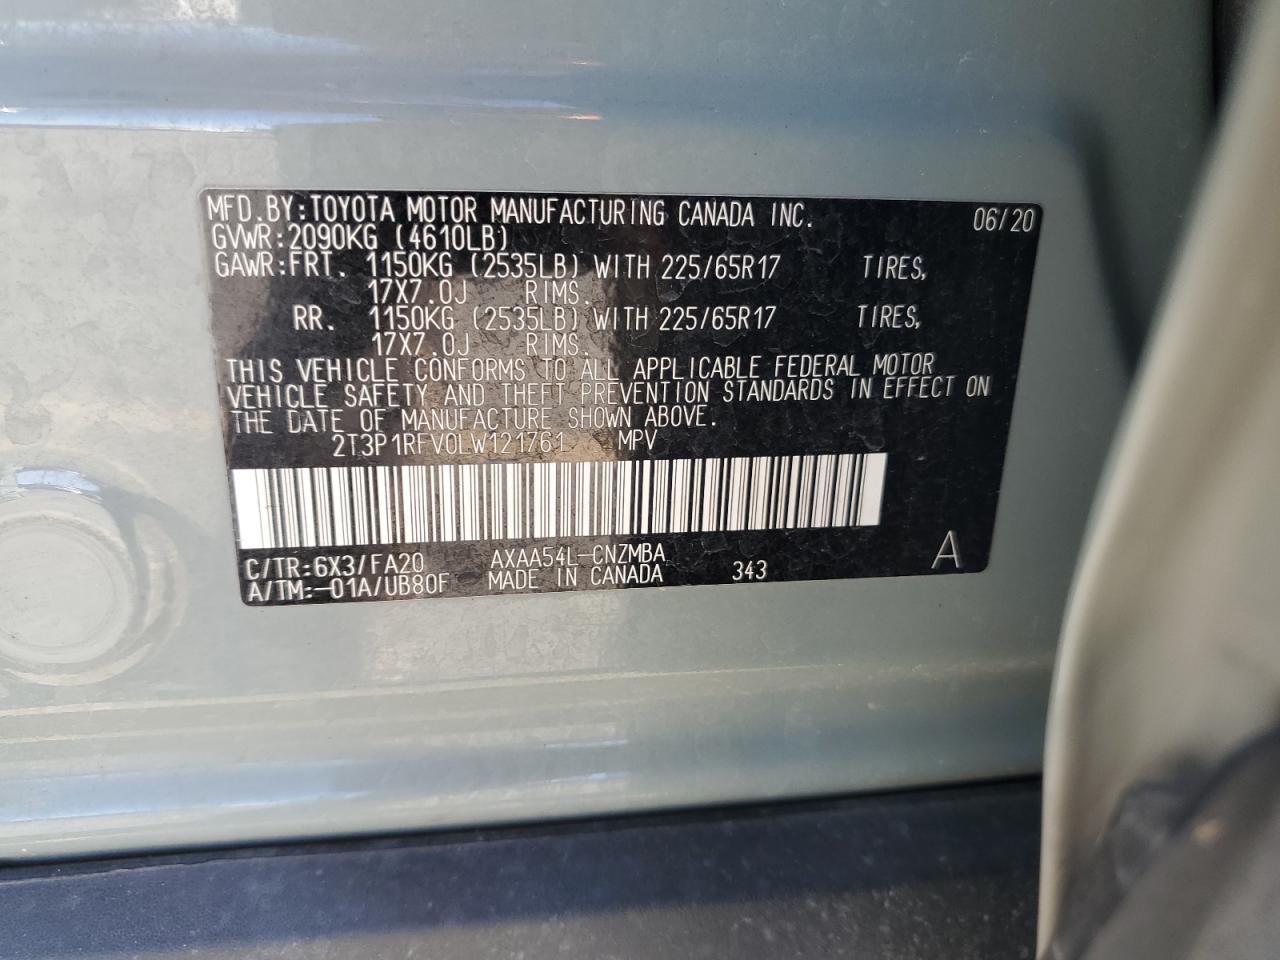 MFD.BY:TOYOTA MOTOR MANUFACTURING CANADA INC. 06/20
GVWR:2090KG (4610LB)
GAWR:FRT. 1150KG (2535LB) WITH 225/65R17 TIRES,
17X7.0J RIMS.
RR. 1150KG (2535LB) WITH 225/65R17 TIRES,
17X7.0J RIMS.
THIS VEHICLE CONFORMS TO ALL APPLICABLE FEDERAL MOTOR
VEHICLE SAFETY AND THEFT PREVENTION STANDARDS IN EFFECT ON
THE DATE OF MANUFACTURE SHOWN ABOVE.
2T3P1RFV0LW121761 MPV
C/TR:6X3/FA20 AXAA54L-CNZMBA
A/TM:-01A/UB80F MADE IN CANADA 343 A